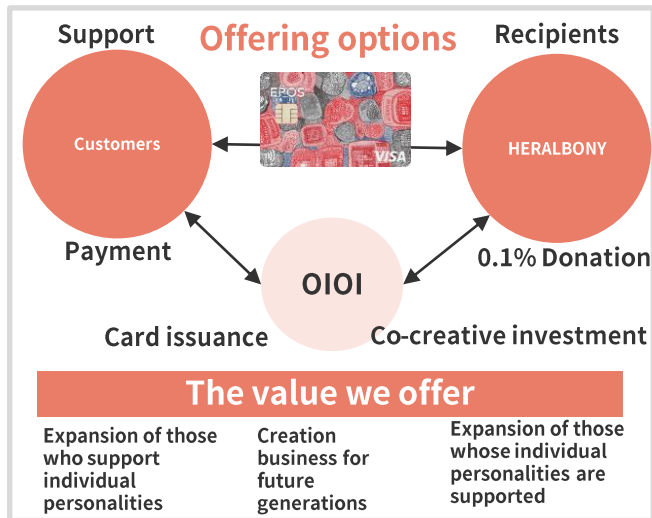 Support
Offering options
Recipients
EPOS
VISA
Customers
HERALBONY
Payment
0.1% Donation
OIOI
Card issuance
Co-creative investment
The value we offer
Expansion of those
who support
individual
personalities
Creation
business for
future
generations
Expansion of those
whose individual
personalities are
supported